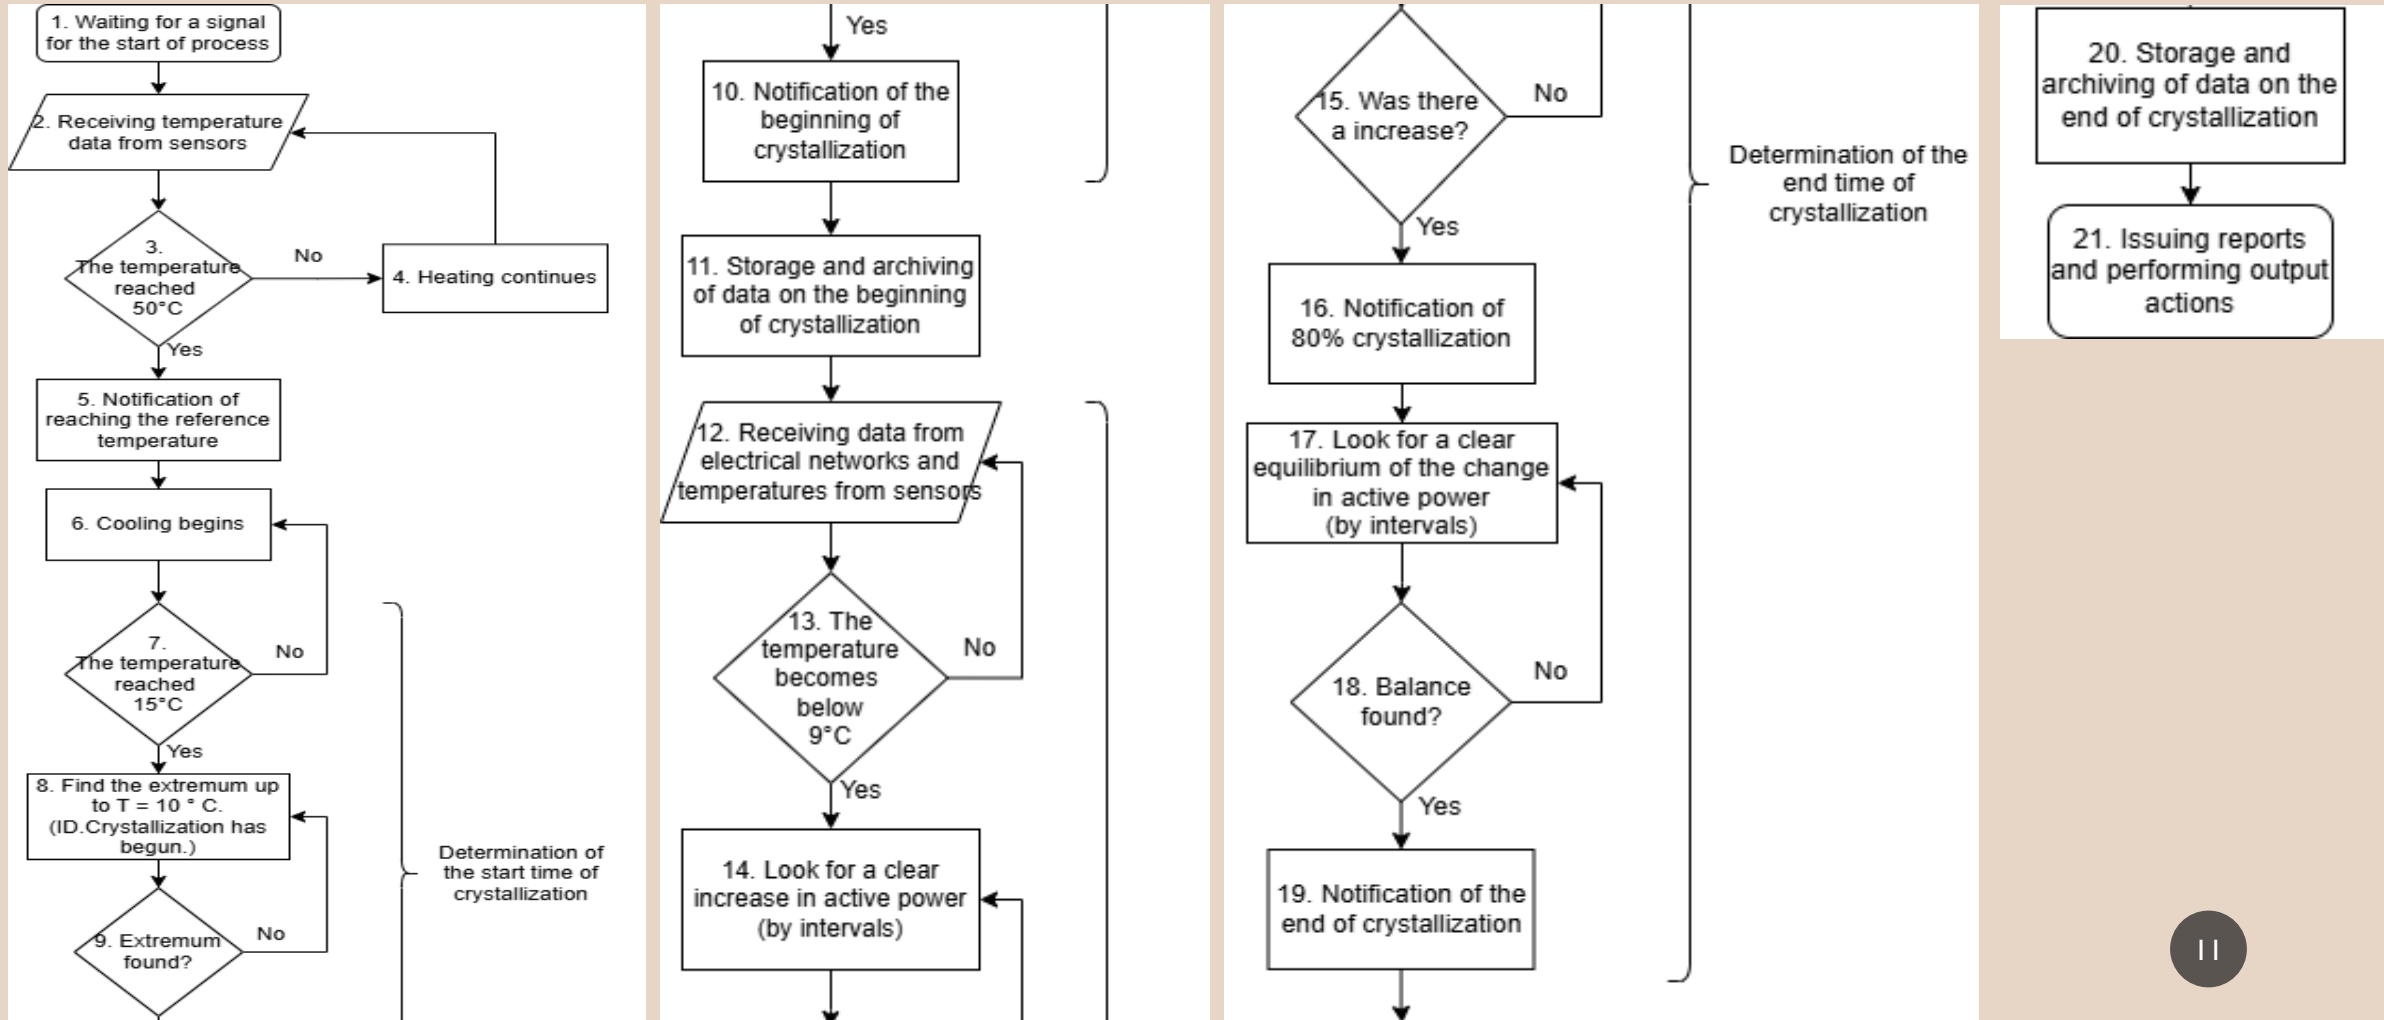 1. Waiting for a signal
for the start of process
2. Receiving temperature
data from sensors
3.
The temperature
reached
50°C
No
4. Heating continues
Yes
5. Notification of
reaching the reference
temperature
6. Cooling begins
7.
The temperature
reached
15°C
No
Yes
8. Find the extremum up
to T = 10 ° C.
(ID.Crystallization has
begun.)
Determination of
the start time of
crystallization
9. Extremum
found?
No
Yes
10. Notification of the
beginning of
crystallization
11. Storage and archiving
of data on the beginning
of crystallization
12. Receiving data from
electrical networks and
temperatures from sensors
13. The
temperature
becomes
below
9°C
No
Yes
14. Look for a clear
increase in active power
(by intervals)
15. Was there
a increase?
No
Determination of the
end time of
crystallization
Yes
16. Notification of
80% crystallization
17. Look for a clear
equilibrium of the change
in active power
(by intervals)
18. Balance
found?
No
Yes
19. Notification of the
end of crystallization
20. Storage and
archiving of data on the
end of crystallization
21. Issuing reports
and performing output
actions